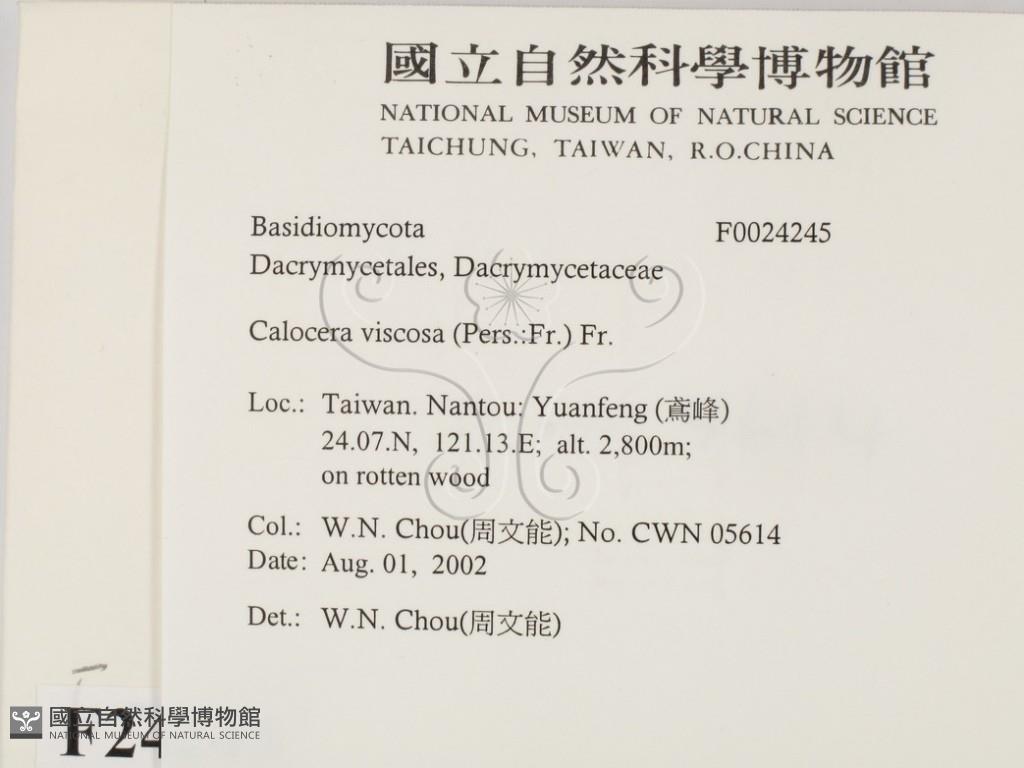 國立自然科學博物館
NATIONAL MUSEUM OF NATURAL SCIENCE
TAICHUNG, TAIWAN, R.O.CHINA
Basidiomycota F0024245
Dacrymycetales, Dacrymycetaceae
Calocera viscosa (Pers.:Fr.) Fr.
Loc.: Taiwan. Nantou: Yuanfeng (鳶峰)
24.07.N, 121.13.E; alt. 2,800m;
on rotten wood
Col.: W.N. Chou(周文能); No. CWN 05614
Date: Aug. 01, 2002
Det.: W.N. Chou(周文能)
F24
國立自然科學博物館
NATIONAL MUSEUM OF NATURAL SCIENCE